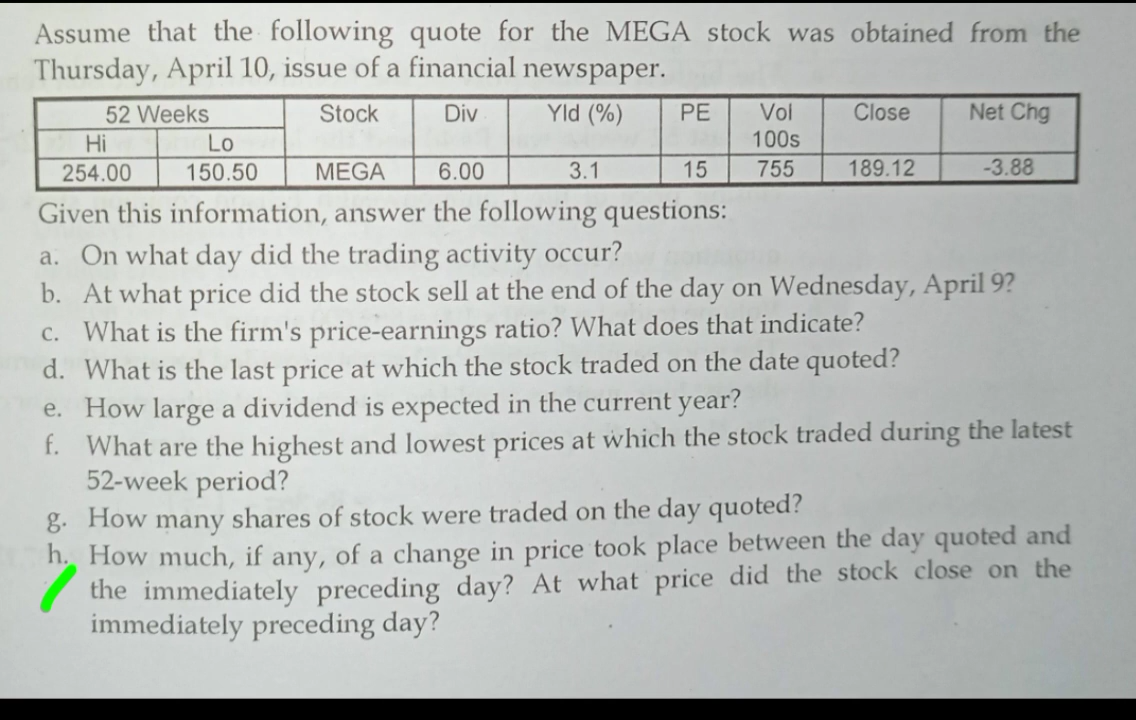 Assume that the following quote for the MEGA stock was obtained from the
Thursday, April 10, issue of a financial newspaper.
52 Weeks Stock Div Yld (%) PE Vol Close Net Chg
Hi Lo 100s
254.00 150.50 MEGA 6.00 3.1 15 755 189.12 -3.88
Given this information, answer the following questions:
a. On what day did the trading activity occur?
b. At what price did the stock sell at the end of the day on Wednesday, April 9?
c. What is the firm's price-earnings ratio? What does that indicate?
d. What is the last price at which the stock traded on the date quoted?
e. How large a dividend is expected in the current year?
f. What are the highest and lowest prices at which the stock traded during the latest
52-week period?
g. How many shares of stock were traded on the day quoted?
h. How much, if any, of a change in price took place between the day quoted and
the immediately preceding day? At what price did the stock close on the
immediately preceding day?